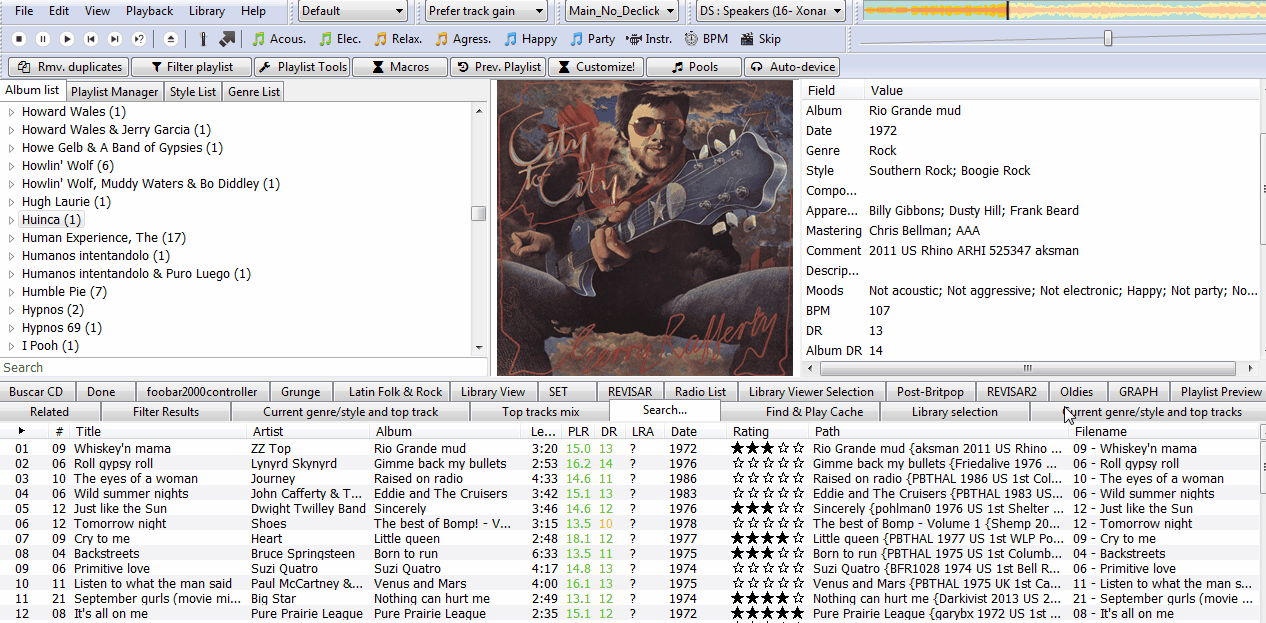 File Edit View Playback Library Help Default Prefer track gain Main_No_Declick DS : Speakers (16- Xonar
Acous. Elec. Relax. Agress. Happy Party Instr. BPM Skip
Rmv. duplicates Filter playlist Playlist Tools Macros Prev. Playlist Customize! Pools Auto-device
Album list Playlist Manager Style List Genre List
Howard Wales (1)
Howard Wales & Jerry Garcia (1)
Howe Gelb & A Band of Gypsies (1)
Howlin' Wolf (6)
Howlin' Wolf, Muddy Waters & Bo Diddley (1)
Hugh Laurie (1)
Huinca (1)
Human Experience, The (17)
Humanos intentandolo (1)
Humanos intentandolo & Puro Luego (1)
Humble Pie (7)
Hypnos (2)
Hypnos 69 (1)
I Pooh (1)
Search
City
to City
Gerry Rafferty
Field Value
Album Rio Grande mud
Date 1972
Genre Rock
Style Southern Rock; Boogie Rock
Compo...
Appare... Billy Gibbons; Dusty Hill; Frank Beard
Mastering Chris Bellman; AAA
Comment 2011 US Rhino ARHI 525347 aksman
Descrip...
Moods Not acoustic; Not aggressive; Not electronic; Happy; Not party; No...
BPM 107
DR 13
Album DR 14
Buscar CD Done foobar2000controller Grunge Latin Folk & Rock Library View SET REVISAR Radio List Library Viewer Selection Post-Britpop REVISAR2 Oldies GRAPH Playlist Preview
Related Filter Results Current genre/style and top track Top tracks mix Search... Find & Play Cache Library selection Current genre/style and top tracks
# Title Artist Album Le... PLR DR LRA Date Rating Path Filename
01 09 Whiskey'n mama ZZ Top Rio Grande mud 3:20 15.0 13 ? 1972 ★★★☆☆ Rio Grande mud {aksman 2011 US Rhino ... 09 - Whiskey'n mama
02 06 Roll gypsy roll Lynyrd Skynyrd Gimme back my bullets 2:53 16.2 14 ? 1976 ☆☆☆☆☆ Gimme back my bullets {Friedalive 1976 ... 06 - Roll gypsy roll
03 10 The eyes of a woman Journey Raised on radio 4:33 14.6 11 ? 1986 ☆☆☆☆☆ Raised on radio {PBTHAL 1986 US 1st C... 10 - The eyes of a woman
04 06 Wild summer nights John Cafferty & T... Eddie and The Cruisers 3:42 15.1 13 ? 1983 ☆☆☆☆☆ Eddie and The Cruisers {PBTHAL 1983 US... 06 - Wild summer nights
05 12 Just like the Sun Dwight Twilley Band Sincerely 3:46 14.6 12 ? 1976 ★★★☆☆ Sincerely {pohlman0 1976 US 1st Shelter ... 12 - Just like the Sun
06 12 Tomorrow night Shoes The best of Bomp! - V... 3:15 13.5 10 ? 1978 ☆☆☆☆☆ The best of Bomp - Volume 1 {Shemp 20... 12 - Tomorrow night
07 09 Cry to me Heart Little queen 2:48 18.1 12 ? 1977 ★★★★☆ Little queen {PBTHAL 1977 US 1st WLP Po... 09 - Cry to me
08 04 Backstreets Bruce Springsteen Born to run 6:33 13.5 11 ? 1975 ★★★☆☆ Born to run {PBTHAL 1975 US 1st Columb... 04 - Backstreets
09 06 Primitive love Suzi Quatro Suzi Quatro 4:17 14.8 13 ? 1974 ☆☆☆☆☆ Suzi Quatro {BFR1028 1974 US 1st Bell ... 06 - Primitive love
10 11 Listen to what the man said Paul McCartney &... Venus and Mars 4:00 16.1 13 ? 1975 ☆☆☆☆☆ Venus and Mars {PBTHAL 1975 UK 1st Ca... 11 - Listen to what the man s...
11 21 September gurls (movie mi... Big Star Nothing can hurt me 2:49 13.1 12 ? 2013 ★★★★☆ Nothing can hurt me {Darkivist 2013 US 2... 21 - September gurls (movie ...
12 08 It's all on me Pure Prairie League Pure Prairie League 2:35 15.1 12 ? 1972 ★★★★★ Pure Prairie League {garybx 1972 US 1st ... 08 - It's all on me